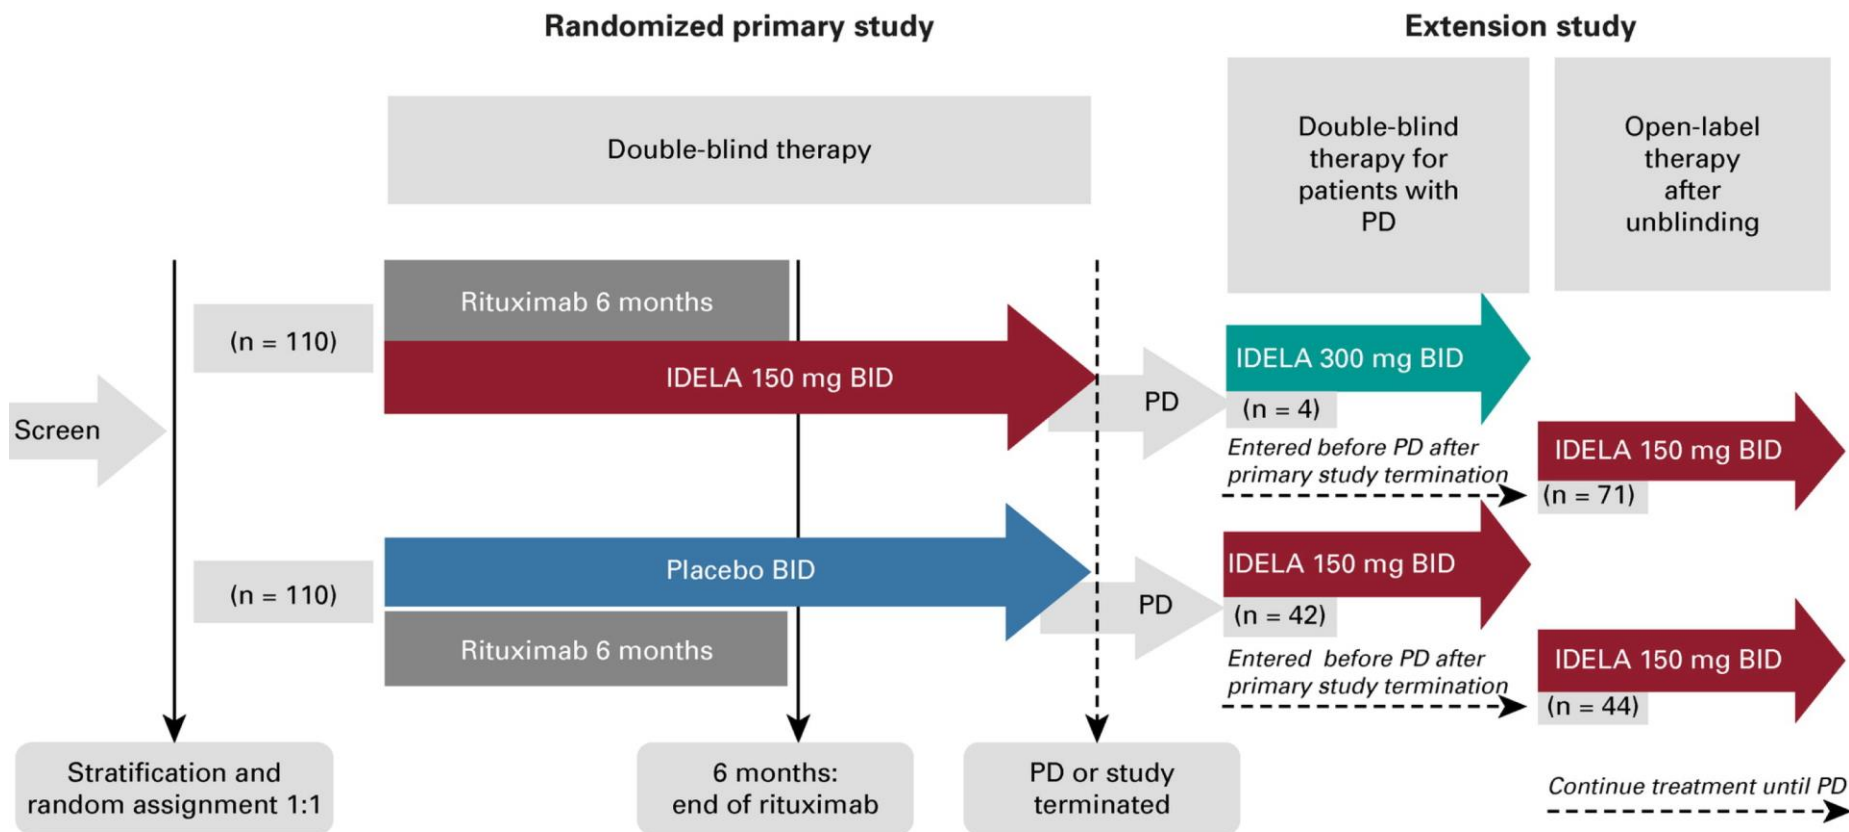 Randomized primary study
Extension study
Double-blind therapy
Double-blind
therapy for
patients with
PD
Open-label
therapy
after
unblinding
Screen
(n = 110)
Rituximab 6 months
IDELA 150 mg BID
PD
IDELA 300 mg BID
(n = 4)
Entered before PD after
primary study termination
IDELA 150 mg BID
(n = 71)
(n = 110)
Placebo BID
Rituximab 6 months
PD
IDELA 150 mg BID
(n = 42)
Entered before PD after
primary study termination
IDELA 150 mg BID
(n = 44)
Stratification and
random assignment 1:1
6 months:
end of rituximab
PD or study
terminated
Continue treatment until PD